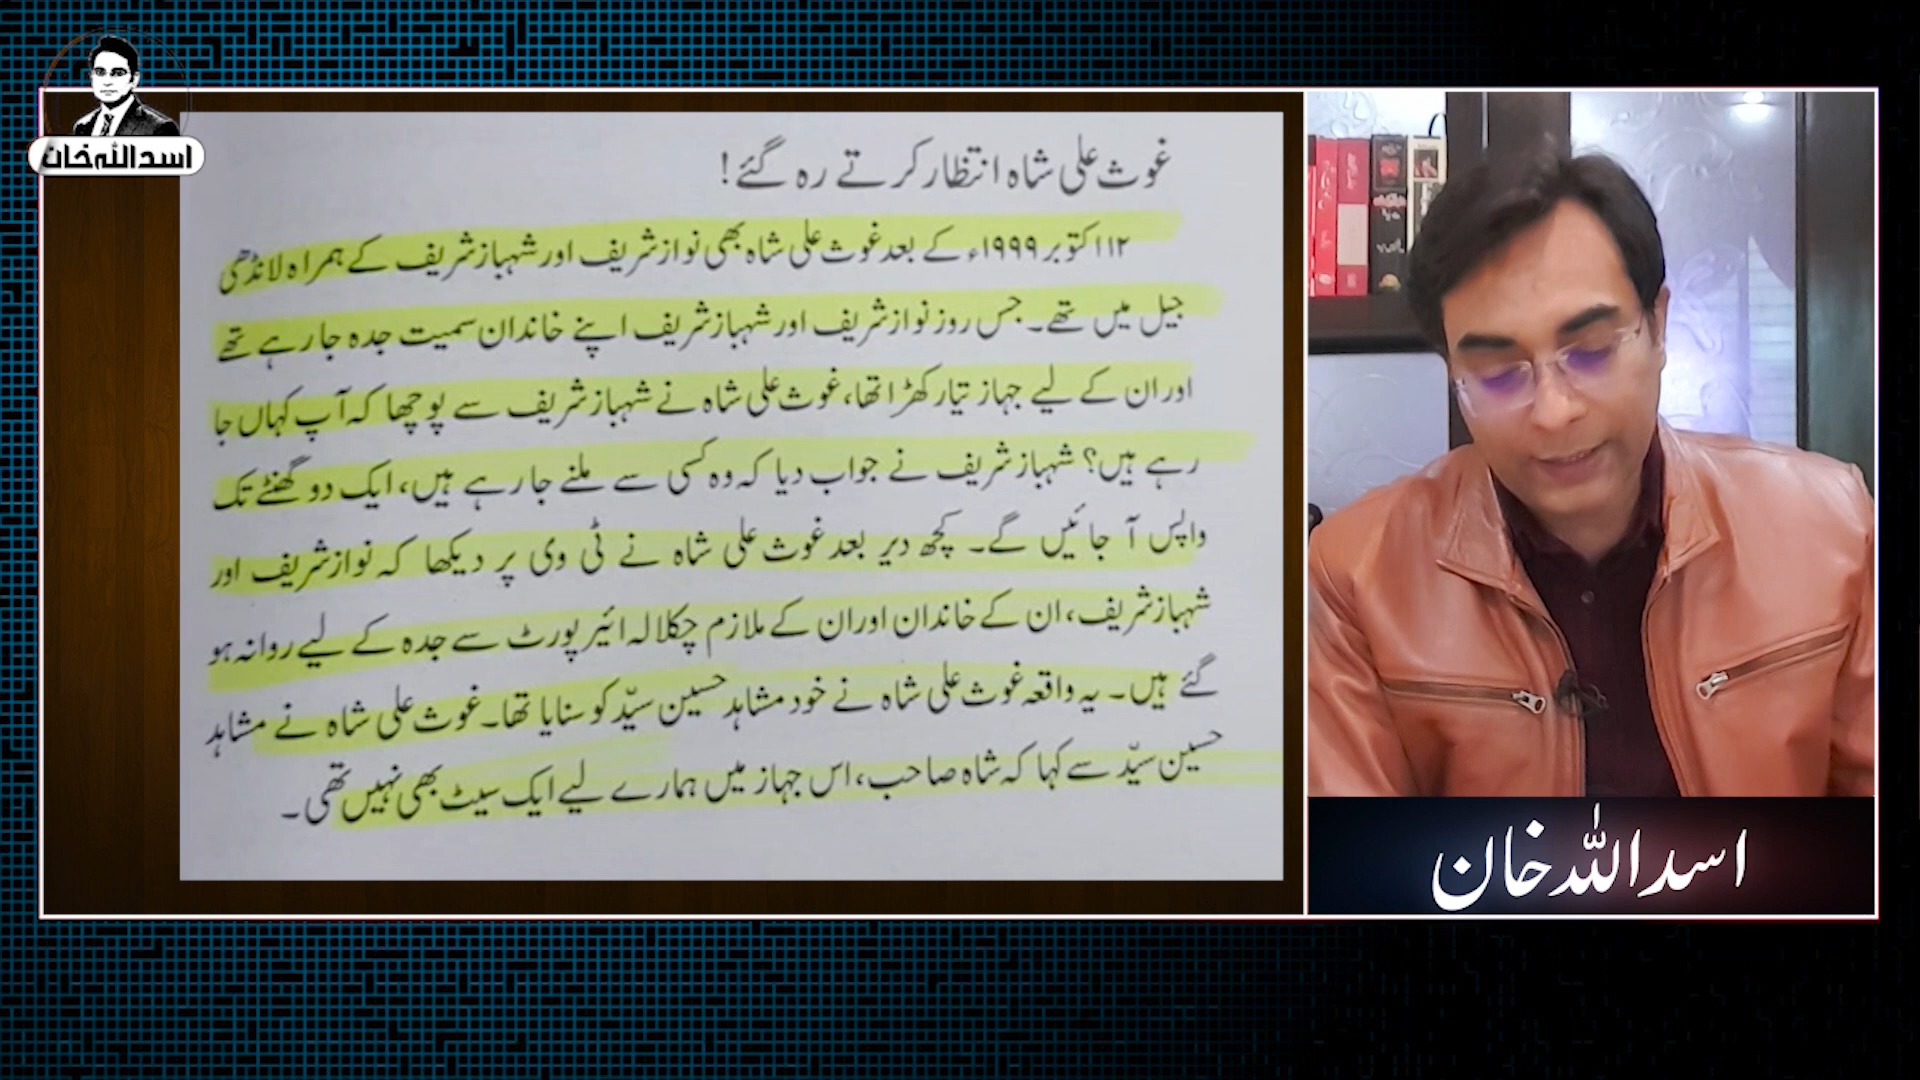 اسد اللہ خان
غوث علی شاہ انتظار کرتے رہ گئے!
۱۲ اکتوبر ۱۹۹۹ء کے بعد غوث علی شاہ بھی نواز شریف اور شہباز شریف کے ہمراہ لانڈھی
جیل میں تھے۔ جس روز نواز شریف اور شہباز شریف اپنے خاندان سمیت جدہ جا رہے تھے
اور ان کے لیے جہاز تیار کھڑا تھا، غوث علی شاہ نے شہباز شریف سے پوچھا کہ آپ کہاں جا
رہے ہیں؟ شہباز شریف نے جواب دیا کہ وہ کسی سے ملنے جا رہے ہیں، ایک دو گھنٹے تک
واپس آ جائیں گے۔ کچھ دیر بعد غوث علی شاہ نے ٹی وی پر دیکھا کہ نواز شریف اور
شہباز شریف، ان کے خاندان اور ان کے ملازم چکلالہ ائیر پورٹ سے جدہ کے لیے روانہ ہو
گئے ہیں۔ یہ واقعہ غوث علی شاہ نے خود مشاہد حسین سیّد کو سنایا تھا۔ غوث علی شاہ نے مشاہد
حسین سیّد سے کہا کہ شاہ صاحب، اس جہاز میں ہمارے لیے ایک سیٹ بھی نہیں تھی۔
اسد اللہ خان